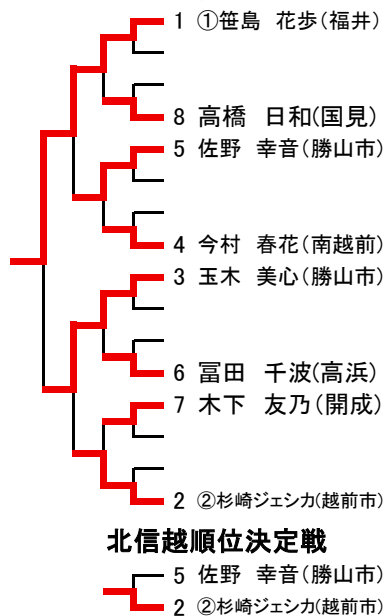 1 ①笹島 花歩(福井)
8 高橋 日和(国見)
5 佐野 幸音(勝山市)
4 今村 春花(南越前)
3 玉木 美心(勝山市)
6 冨田 千波(高浜)
7 木下 友乃(開成)
2 ②杉崎ジェシカ(越前市)
北信越順位決定戦
5 佐野 幸音(勝山市)
2 ②杉崎ジェシカ(越前市)